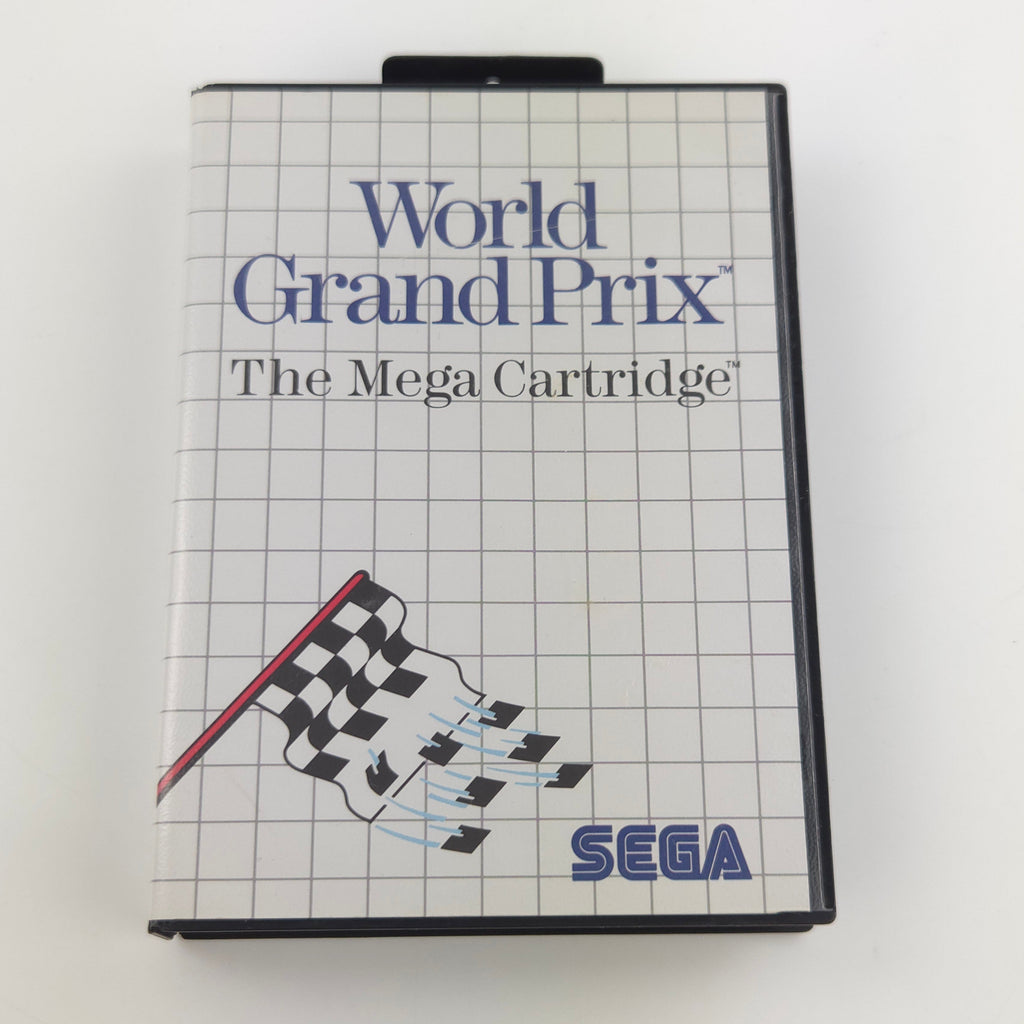 World
Grand Prix™
The Mega Cartridge™
SEGA